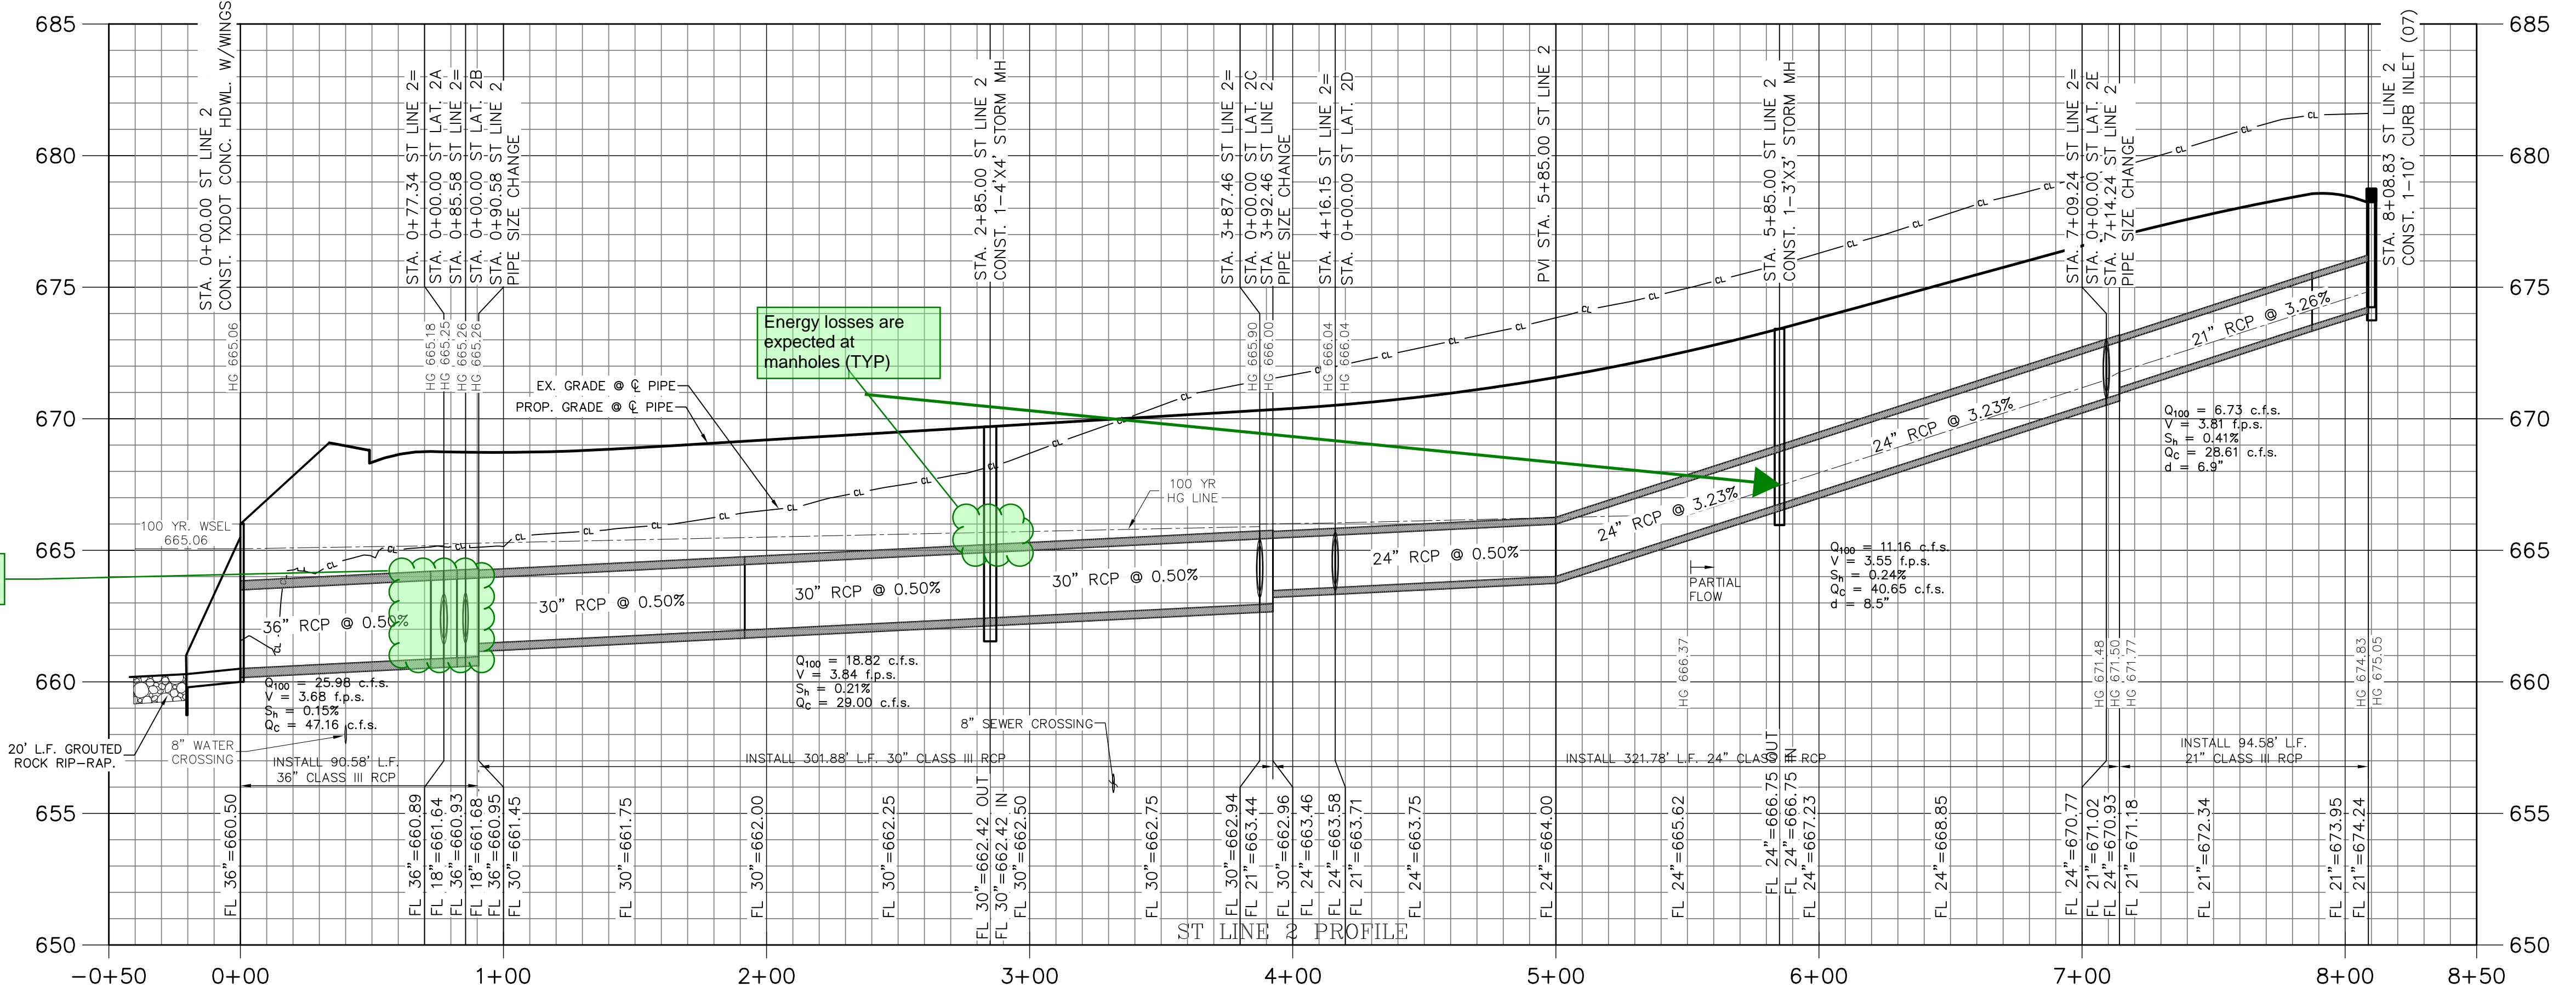 685
685
680
680
675
675
670
670
665
665
660
660
655
655
650
650
STA. 0+00.00 ST LINE 2
CONST. TXDOT CONC. HDWL. W/WINGS
STA. 0+77.34 ST LINE 2=
STA. 0+00.00 ST LAT. 2A
STA. 0+85.58 ST LINE 2=
STA. 0+00.00 ST LAT. 2B
STA. 0+90.58 ST LINE 2
PIPE SIZE CHANGE
STA. 2+85.00 ST LINE 2
CONST. 1-4'X4' STORM MH
STA. 3+87.46 ST LINE 2=
STA. 0+00.00 ST LAT. 2C
STA. 3+92.46 ST LINE 2
PIPE SIZE CHANGE
STA. 4+16.15 ST LINE 2=
STA. 0+00.00 ST LAT. 2D
PVI STA. 5+85.00 ST LINE 2
STA. 5+85.00 ST LINE 2
CONST. 1-3'X3' STORM MH
STA. 7+09.24 ST LINE 2=
STA. 0+00.00 ST LAT. 2E
STA. 7+14.24 ST LINE 2
PIPE SIZE CHANGE
STA. 8+08.83 ST LINE 2
CONST. 1-10' CURB INLET (07)
HG 665.06
HG 665.18
HG 665.25
HG 665.26
HG 665.26
HG 665.90
HG 666.00
HG 666.04
HG 666.04
Energy losses are
expected at
manholes (TYP)
EX. GRADE @ ℄ PIPE
PROP. GRADE @ ℄ PIPE
100 YR
HG LINE
100 YR. WSEL
665.06
36" RCP @ 0.50%
30" RCP @ 0.50%
30" RCP @ 0.50%
30" RCP @ 0.50%
24" RCP @ 0.50%
24" RCP @ 3.23%
24" RCP @ 3.23%
21" RCP @ 3.26%
Q100 = 6.73 c.f.s.
V = 3.81 f.p.s.
Sh = 0.41%
QC = 28.61 c.f.s.
d = 6.9"
Q100 = 11.16 c.f.s.
V = 3.55 f.p.s.
Sh = 0.24%
QC = 40.65 c.f.s.
d = 8.5"
PARTIAL
FLOW
Q100 = 18.82 c.f.s.
V = 3.84 f.p.s.
Sh = 0.21%
QC = 29.00 c.f.s.
Q100 = 25.98 c.f.s.
V = 3.68 f.p.s.
Sh = 0.15%
QC = 47.16 c.f.s.
HG 666.37
HG 671.48
HG 671.50
HG 671.77
HG 674.83
HG 675.05
20' L.F. GROUTED
ROCK RIP-RAP.
8" WATER
CROSSING
8" SEWER CROSSING
INSTALL 90.58' L.F.
36" CLASS III RCP
INSTALL 301.88' L.F. 30" CLASS III RCP
INSTALL 321.78' L.F. 24" CLASS III RCP
INSTALL 94.58' L.F.
21" CLASS III RCP
FL 36"=660.50
FL 36"=660.89
FL 18"=661.64
FL 36"=660.93
FL 18"=661.68
FL 36"=660.95
FL 30"=661.45
FL 30"=661.75
FL 30"=662.00
FL 30"=662.25
FL 30"=662.42 OUT
FL 30"=662.42 IN
FL 30"=662.50
FL 30"=662.75
FL 30"=662.94
FL 21"=663.44
FL 30"=662.96
FL 24"=663.46
FL 24"=663.58
FL 21"=663.71
FL 24"=663.75
FL 24"=664.00
FL 24"=665.62
FL 24"=666.75 OUT
FL 24"=666.75 IN
FL 24"=667.23
FL 24"=668.85
FL 24"=670.77
FL 21"=671.02
FL 24"=670.93
FL 21"=671.18
FL 21"=672.34
FL 21"=673.95
FL 21"=674.24
ST LINE 2 PROFILE
-0+50
0+00
1+00
2+00
3+00
4+00
5+00
6+00
7+00
8+00
8+50